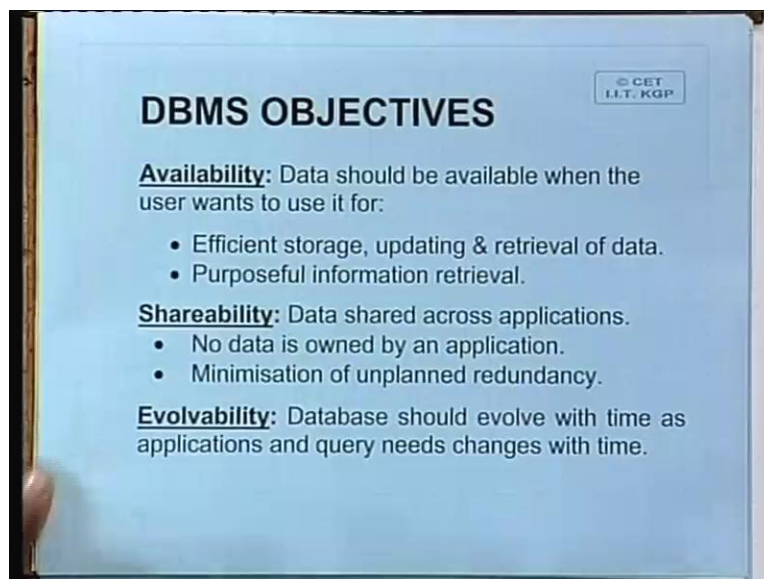 © CET
I.I.T. KGP
DBMS OBJECTIVES
Availability: Data should be available when the
user wants to use it for:
• Efficient storage, updating & retrieval of data.
• Purposeful information retrieval.
Shareability: Data shared across applications.
• No data is owned by an application.
• Minimisation of unplanned redundancy.
Evolvability: Database should evolve with time as
applications and query needs changes with time.